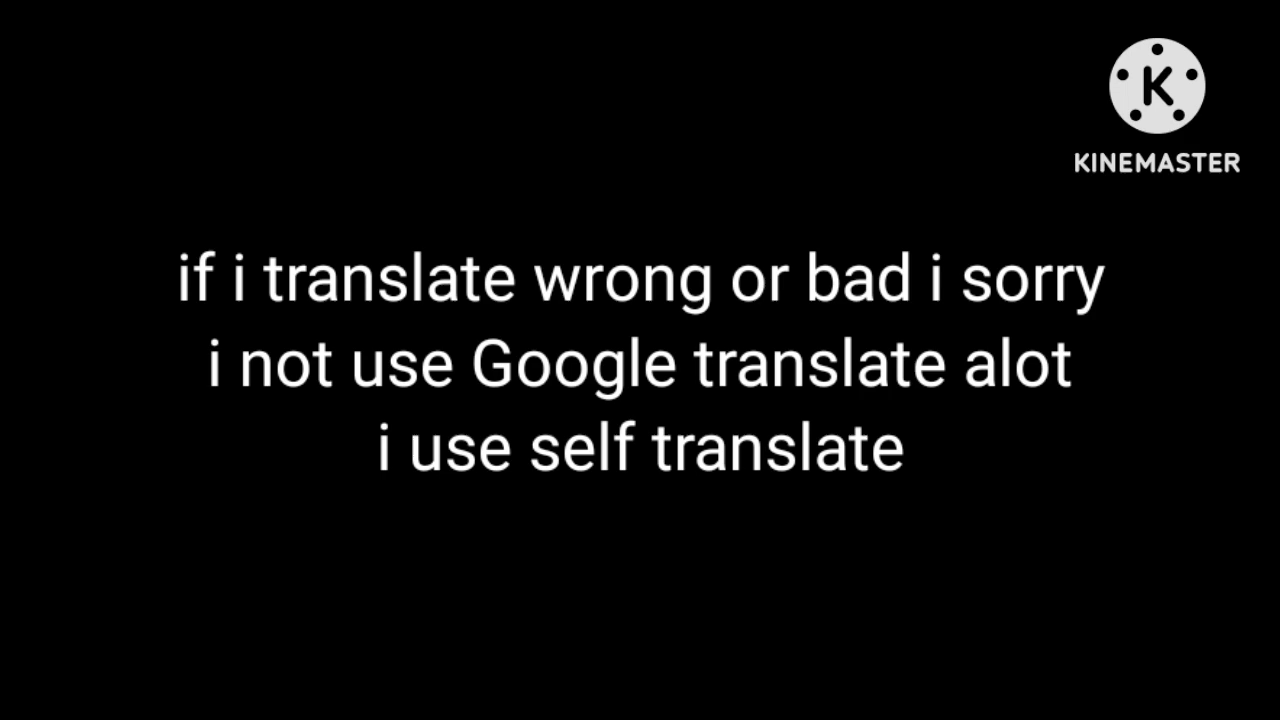 K
KINEMASTER
if i translate wrong or bad i sorry
i not use Google translate alot
i use self translate